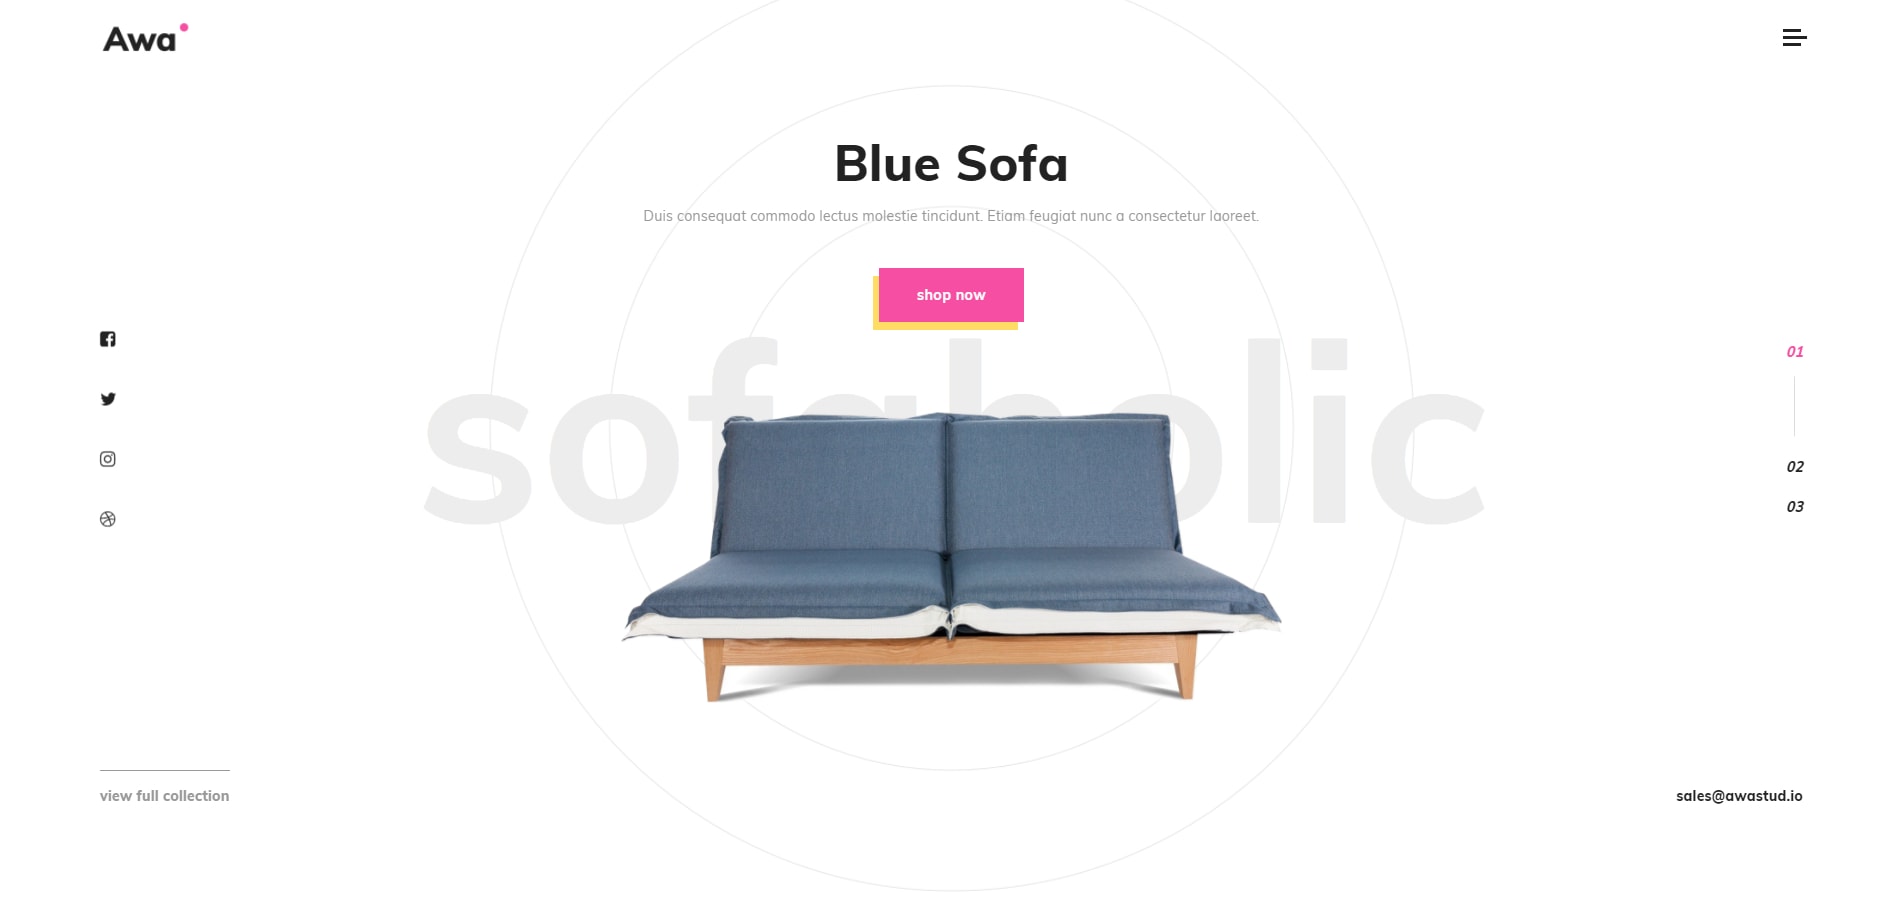 Awa
Blue Sofa
Duis consequat commodo lectus molestie tincidunt. Etiam feugiat nunc a consectetur laoreet.
shop now
sofaholic
01
02
03
view full collection
sales@awastud.io